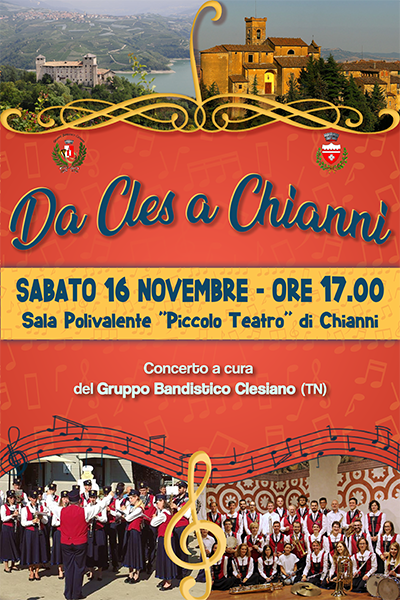 Da Cles a Chianni
SABATO 16 NOVEMBRE - ORE 17.00
Sala Polivalente "Piccolo Teatro" di Chianni
Concerto a cura
del Gruppo Bandistico Clesiano (TN)